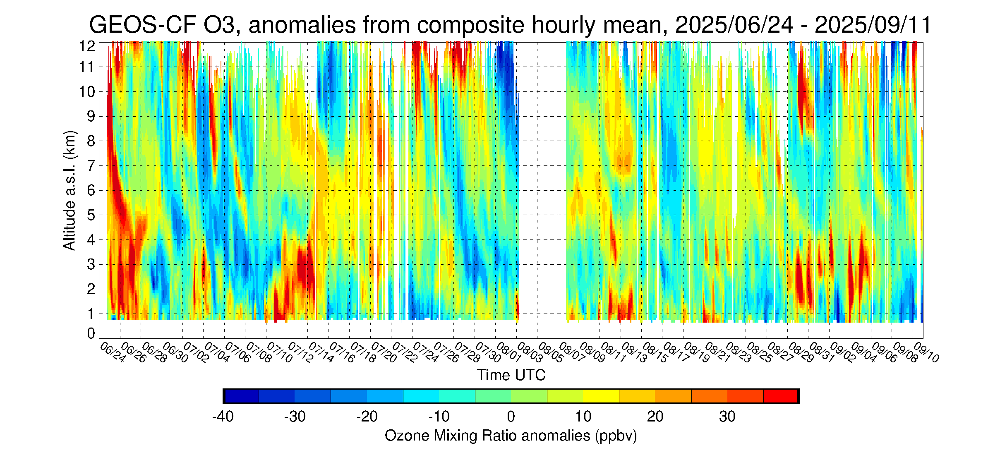 GEOS-CF O3, anomalies from composite hourly mean, 2025/06/24 - 2025/09/11
12
11
10
9
8
7
6
5
4
3
2
1
0
Altitude a.s.l. (km)
06/24 06/26 06/28 06/30 07/02 07/04 07/06 07/08 07/10 07/12 07/14 07/16 07/18 07/20 07/22 07/24 07/26 07/28 07/30 08/01 08/03 08/05 08/07 08/09 08/11 08/13 08/15 08/17 08/19 08/21 08/23 08/25 08/27 08/29 08/31 09/02 09/04 09/06 09/08 09/10
Time UTC
-40 -30 -20 -10 0 10 20 30
Ozone Mixing Ratio anomalies (ppbv)